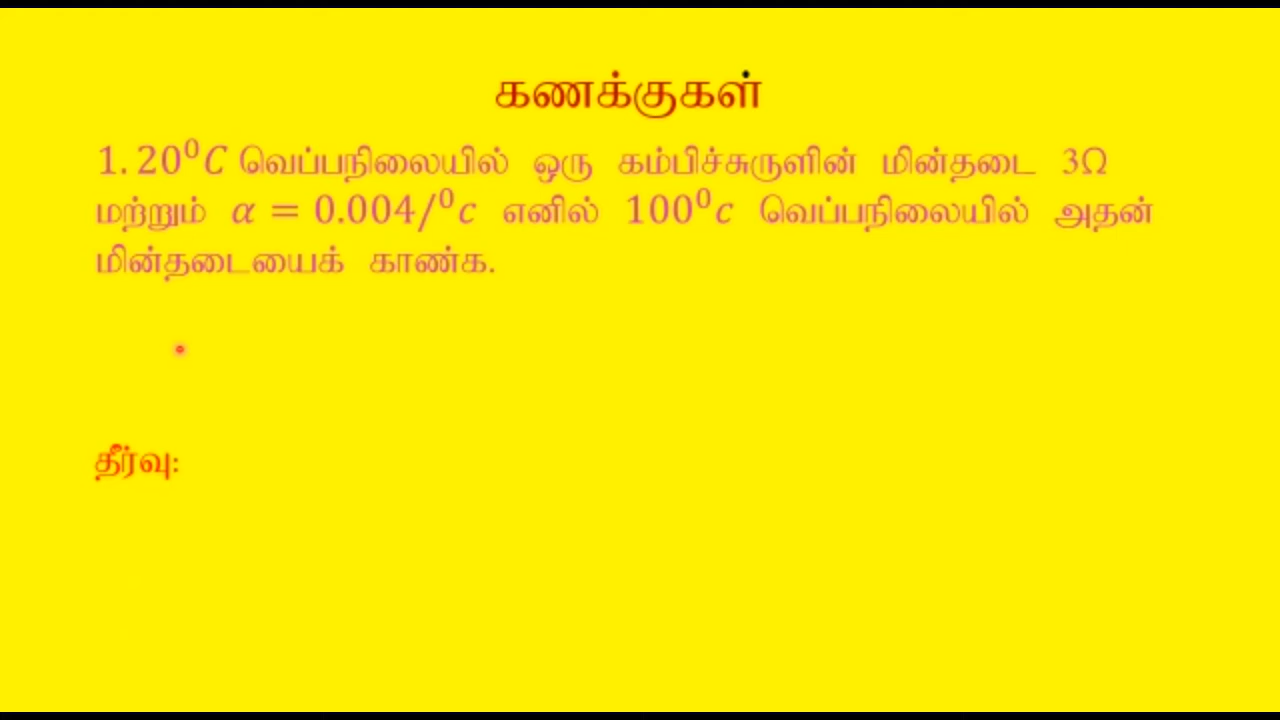 கணக்குகள்
1. 20⁰C வெப்பநிலையில் ஒரு கம்பிச்சுருளின் மின்தடை 3Ω
மற்றும் α = 0.004/⁰c எனில் 100⁰c வெப்பநிலையில் அதன்
மின்தடையைக் காண்க.
தீர்வு: